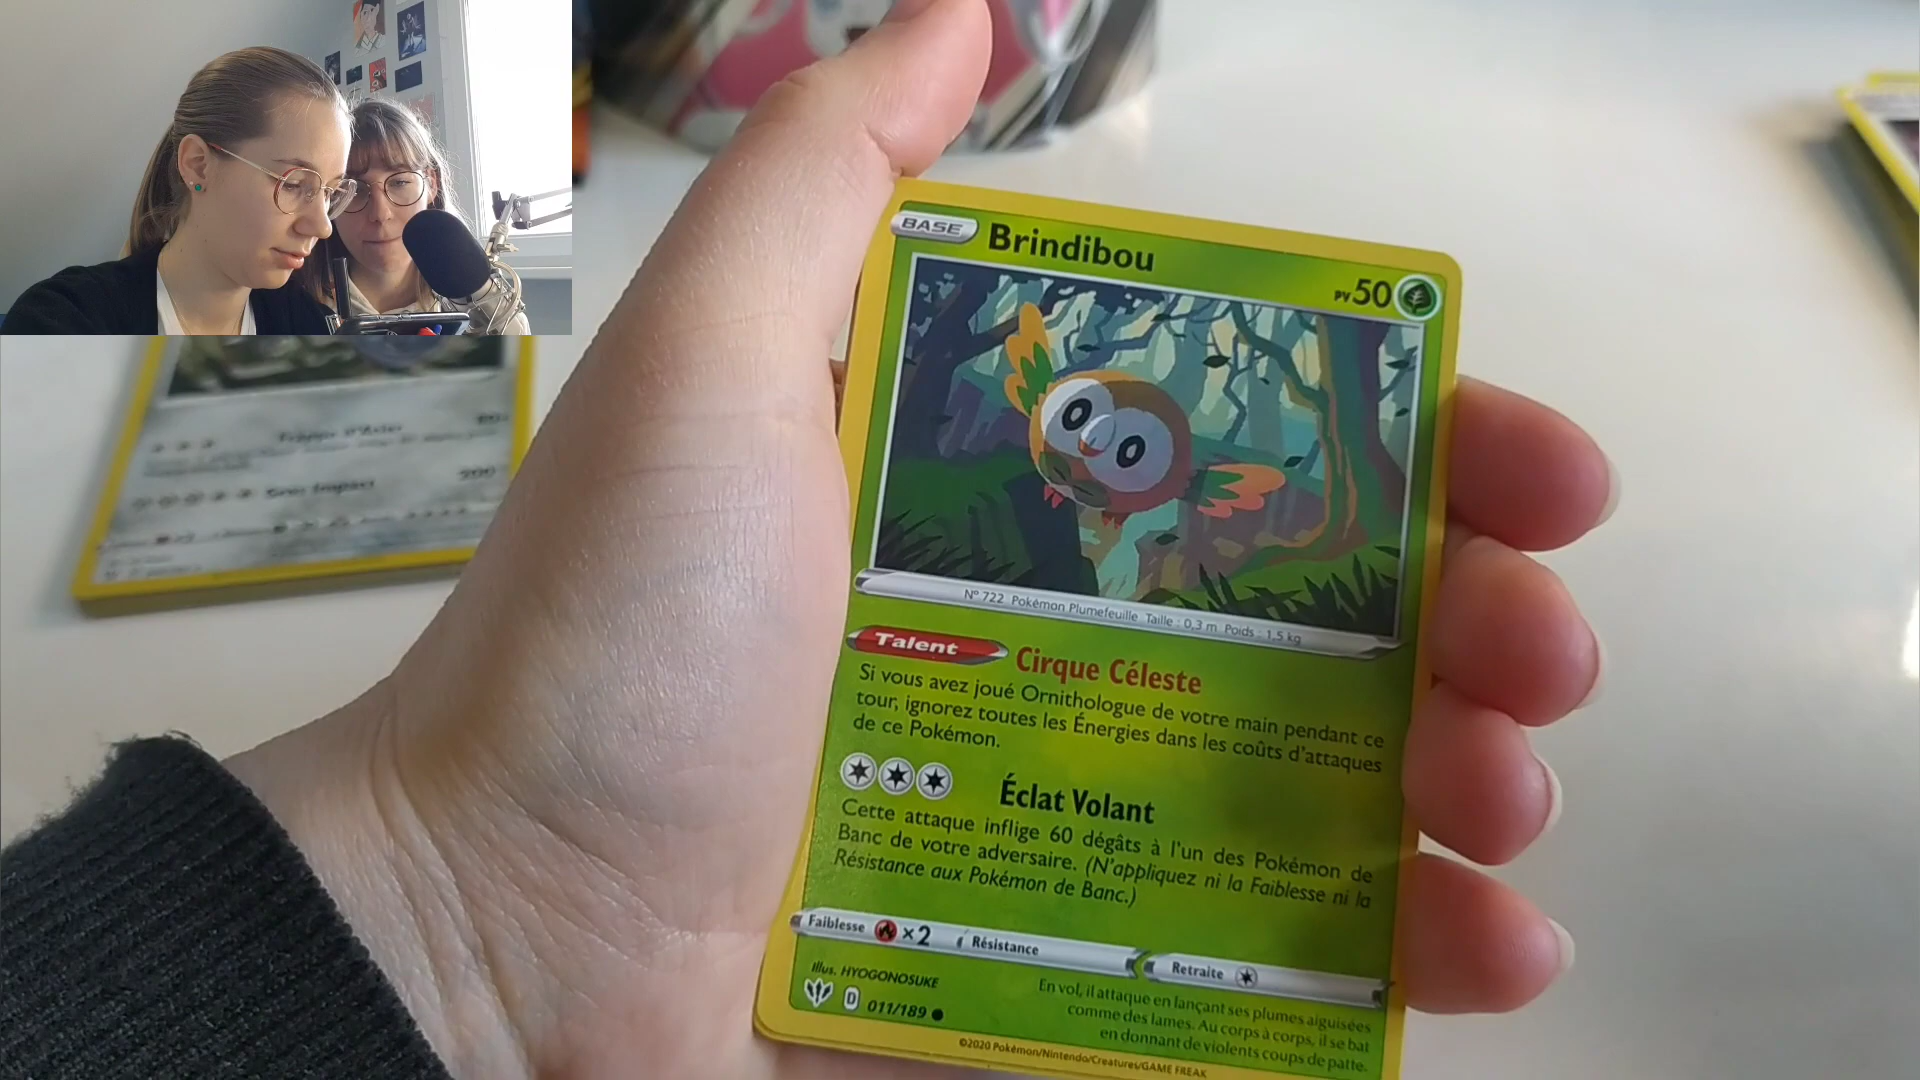 BASE Brindibou PV 50
N° 722 Pokémon Plumefeuille Taille : 0,3 m Poids : 1,5 kg
Talent Cirque Céleste
Si vous avez joué Ornithologue de votre main pendant ce
tour, ignorez toutes les Énergies dans les coûts d'attaques
de ce Pokémon.
Éclat Volant
Cette attaque inflige 60 dégâts à l'un des Pokémon de
Banc de votre adversaire. (N'appliquez ni la Faiblesse ni la
Résistance aux Pokémon de Banc.)
Faiblesse ×2 Résistance Retraite
Illus. HYOGONOSUKE
D 011/189
En vol, il attaque en lançant ses plumes aiguisées
comme des lames. Au corps à corps, il se bat
en donnant de violents coups de patte.
©2020 Pokémon/Nintendo/Creatures/GAME FREAK
Gros Impact